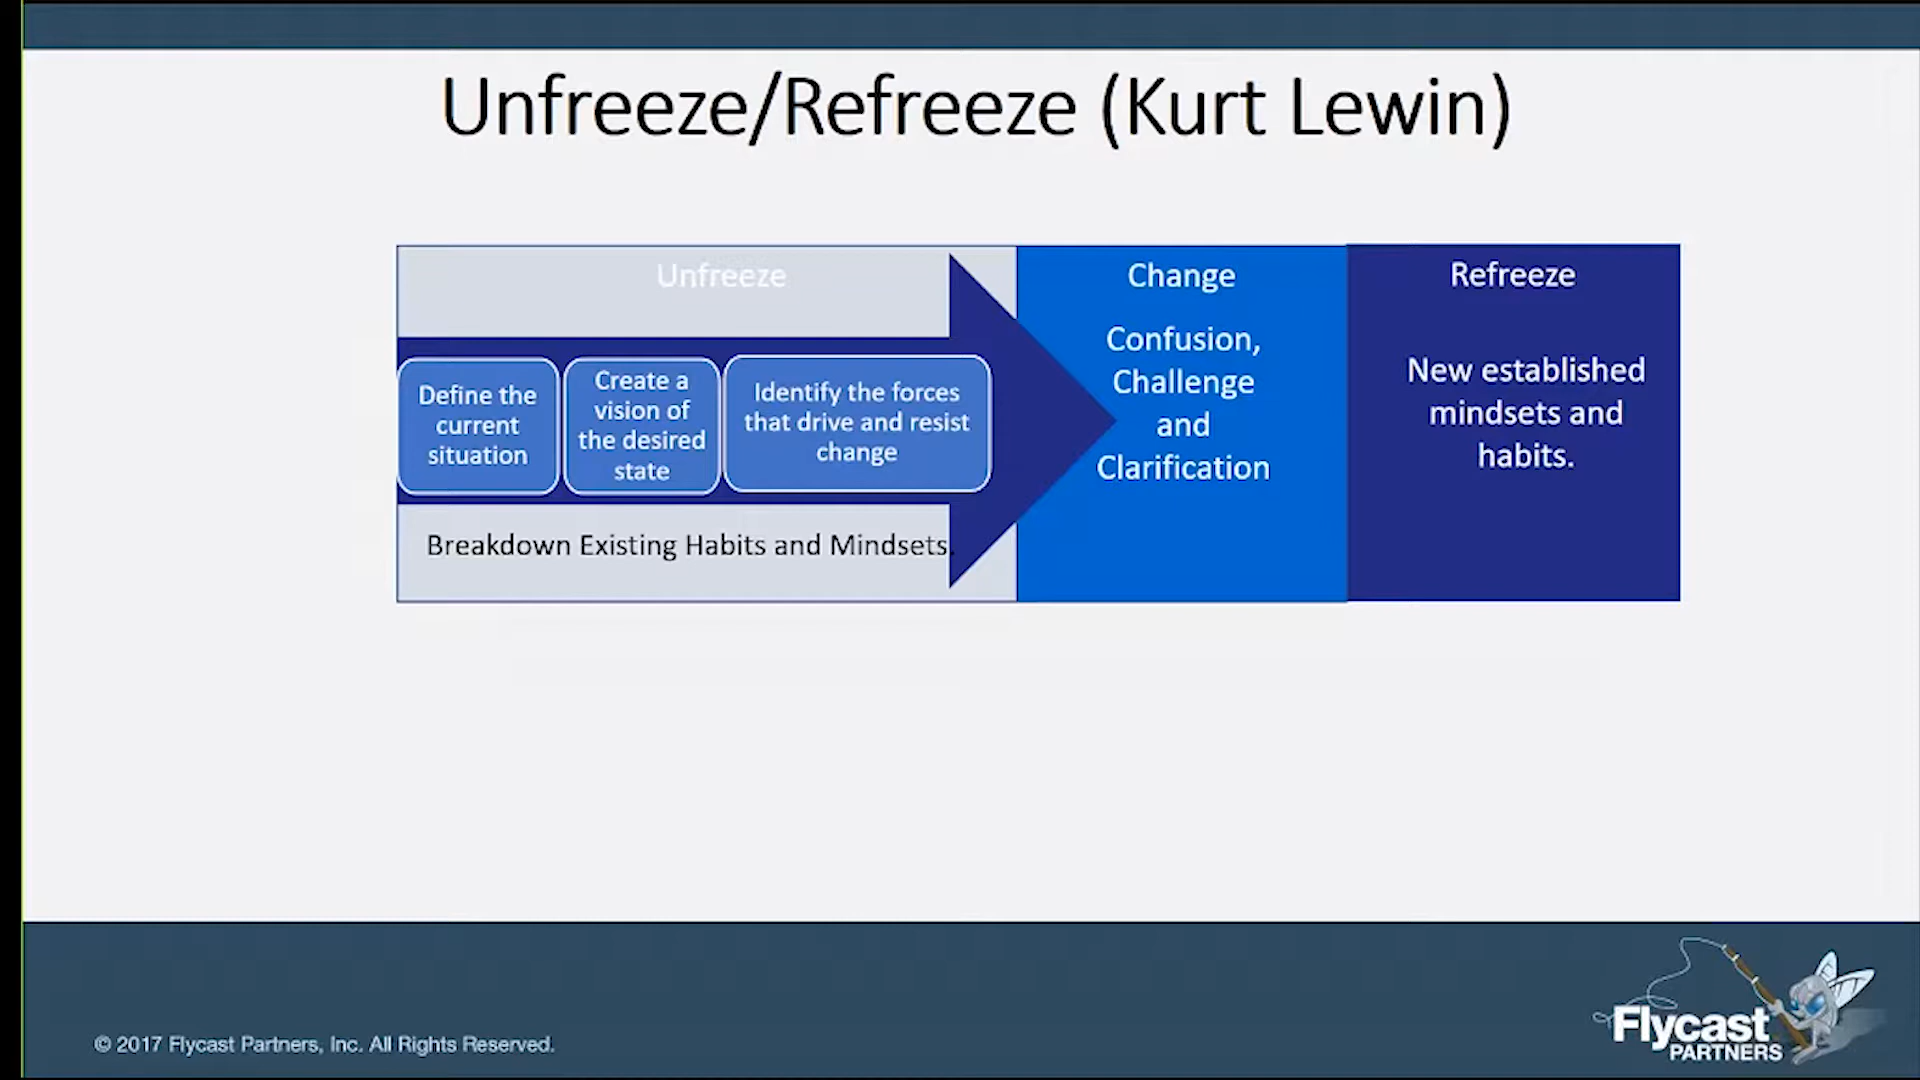 Unfreeze/Refreeze (Kurt Lewin)
Unfreeze
Define the
current
situation
Create a
vision of
the desired
state
Identify the forces
that drive and resist
change
Breakdown Existing Habits and Mindsets.
Change
Confusion,
Challenge
and
Clarification
Refreeze
New established
mindsets and
habits.
© 2017 Flycast Partners, Inc. All Rights Reserved.
Flycast
PARTNERS